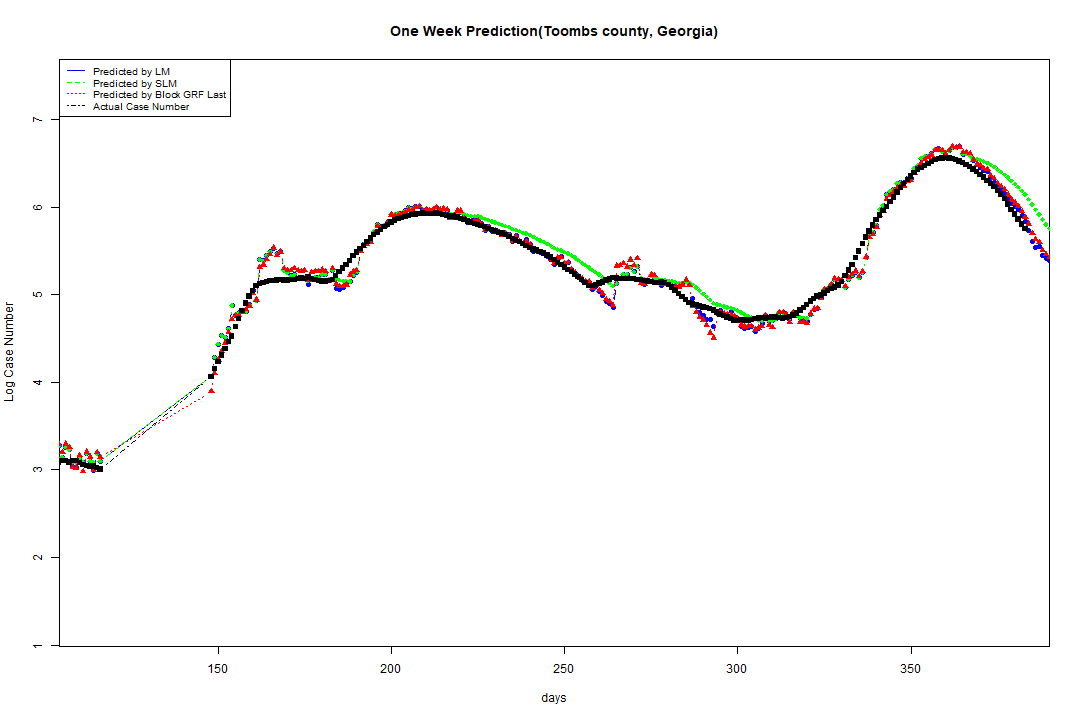 One Week Prediction(Toombs county, Georgia)
Predicted by LM
Predicted by SLM
Predicted by Block GRF Last
Actual Case Number
7
6
5
4
3
2
1
Log Case Number
150 200 250 300 350
days